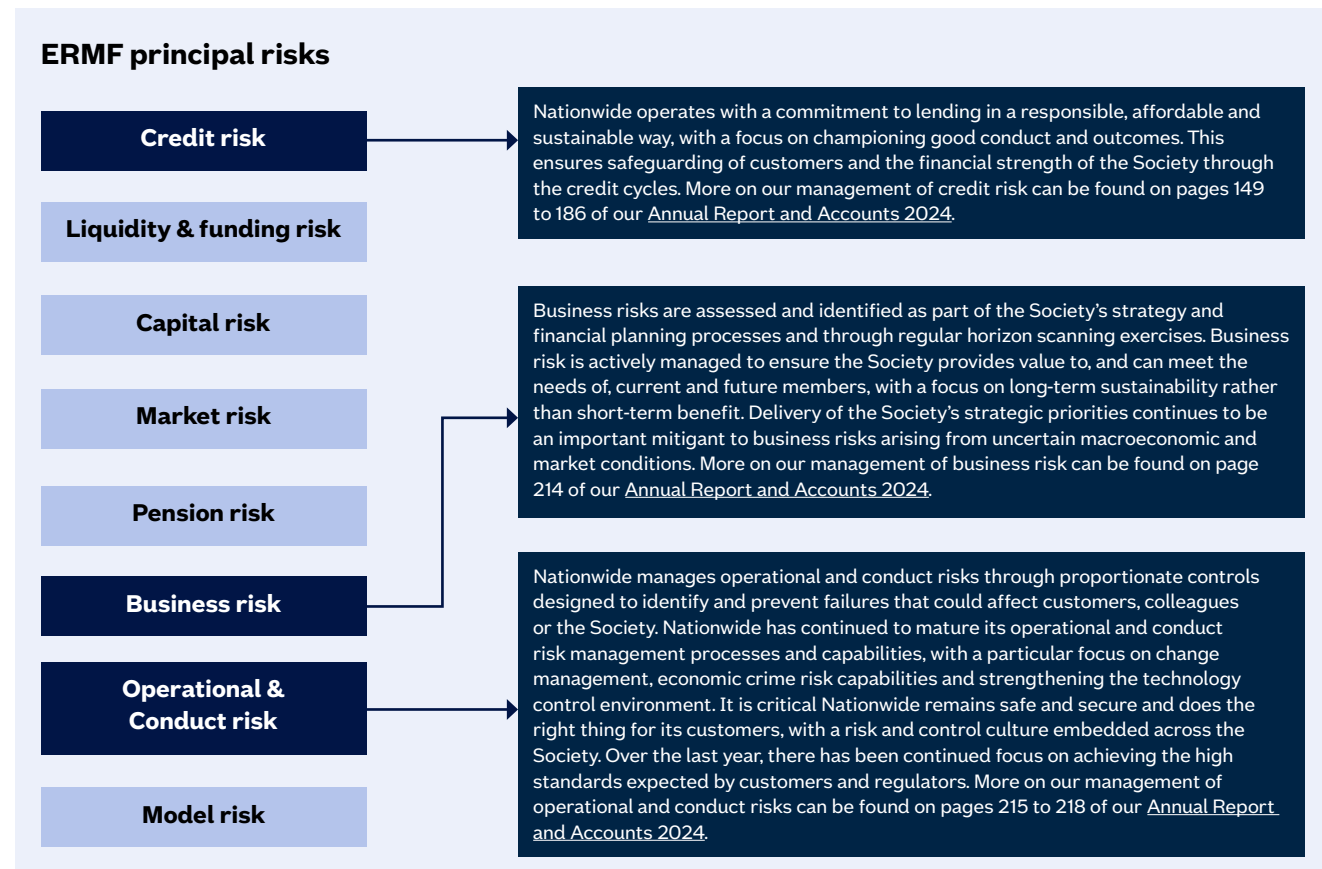 ERMF principal risks
Credit risk
Nationwide operates with a commitment to lending in a responsible, affordable and
sustainable way, with a focus on championing good conduct and outcomes. This
ensures safeguarding of customers and the financial strength of the Society through
the credit cycles. More on our management of credit risk can be found on pages 149
to 186 of our Annual Report and Accounts 2024.
Liquidity & funding risk
Capital risk
Market risk
Pension risk
Business risk
Business risks are assessed and identified as part of the Society’s strategy and
financial planning processes and through regular horizon scanning exercises. Business
risk is actively managed to ensure the Society provides value to, and can meet the
needs of, current and future members, with a focus on long-term sustainability rather
than short-term benefit. Delivery of the Society’s strategic priorities continues to be
an important mitigant to business risks arising from uncertain macroeconomic and
market conditions. More on our management of business risk can be found on page
214 of our Annual Report and Accounts 2024.
Operational &
Conduct risk
Nationwide manages operational and conduct risks through proportionate controls
designed to identify and prevent failures that could affect customers, colleagues
or the Society. Nationwide has continued to mature its operational and conduct
risk management processes and capabilities, with a particular focus on change
management, economic crime risk capabilities and strengthening the technology
control environment. It is critical Nationwide remains safe and secure and does the
right thing for its customers, with a risk and control culture embedded across the
Society. Over the last year, there has been continued focus on achieving the high
standards expected by customers and regulators. More on our management of
operational and conduct risks can be found on pages 215 to 218 of our Annual Report
and Accounts 2024.
Model risk